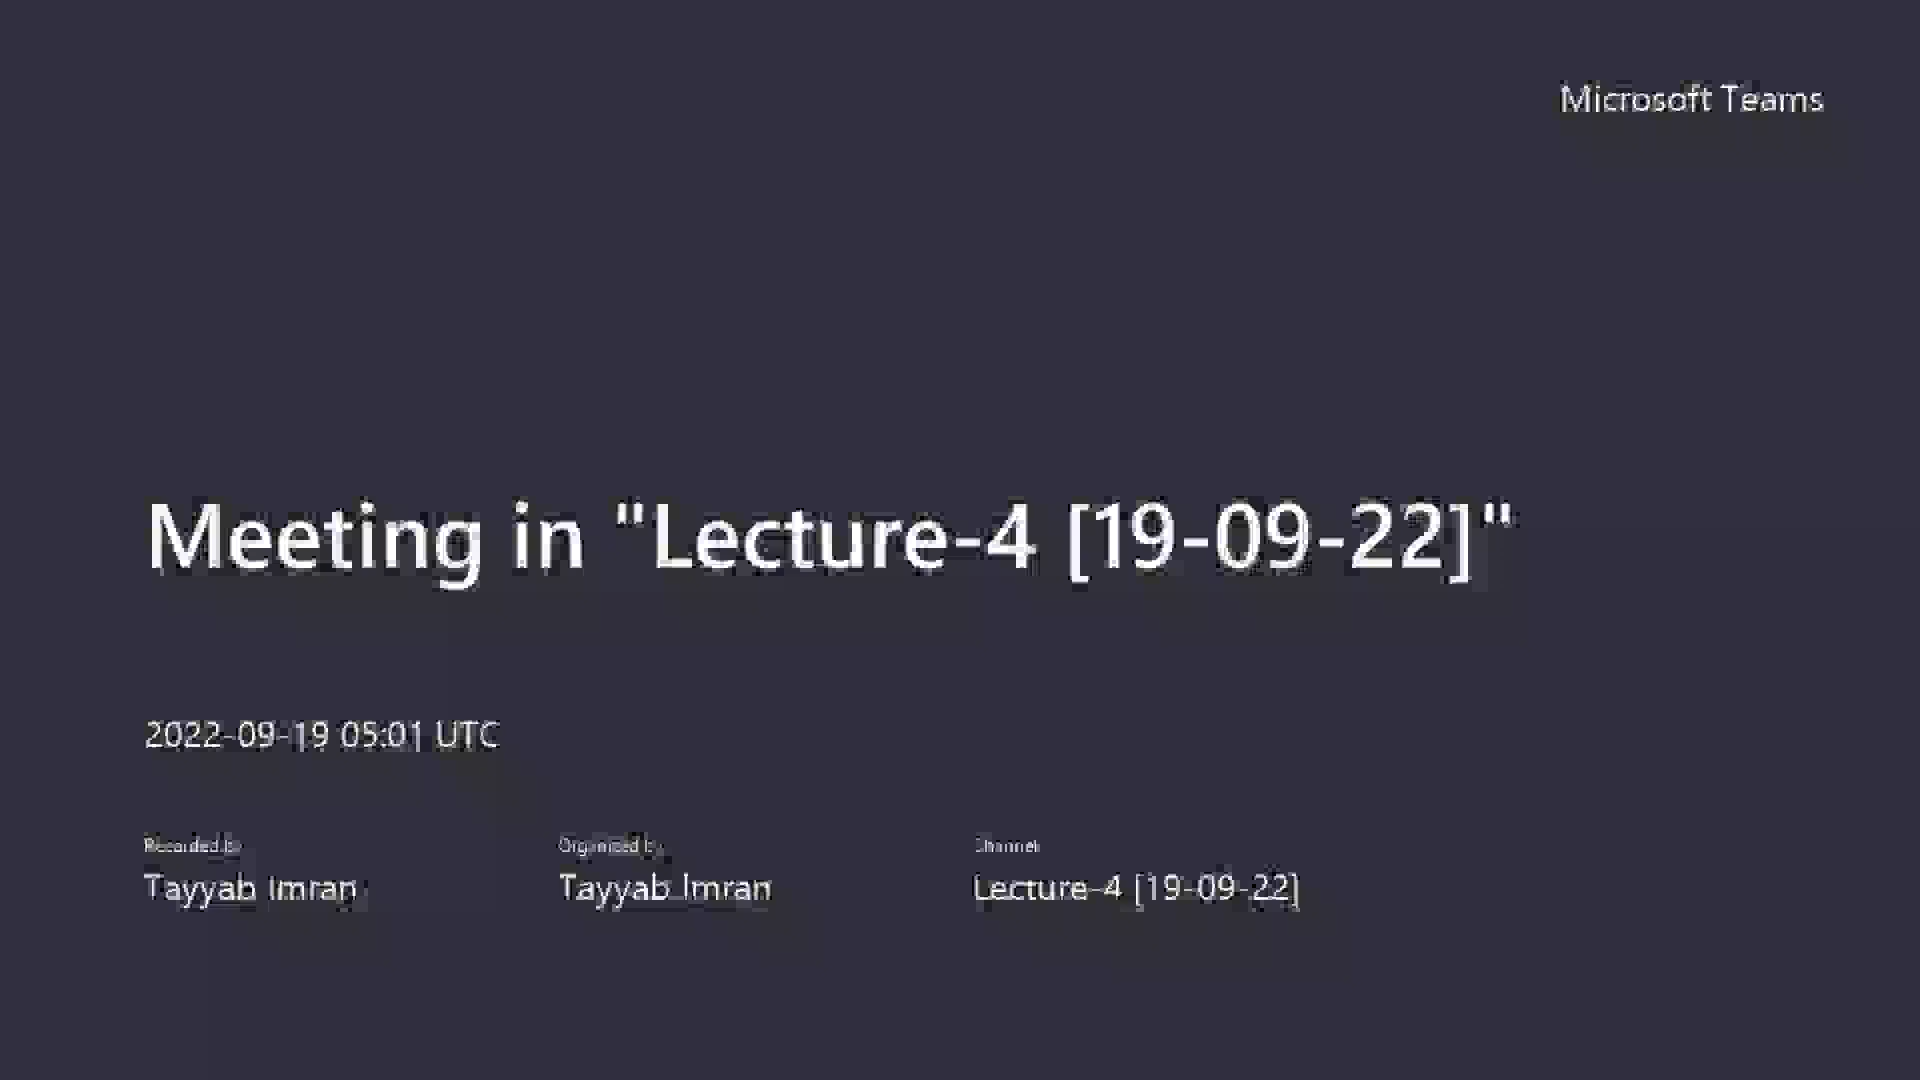 Microsoft Teams
Meeting in "Lecture-4 [19-09-22]"
2022-09-19 05:01 UTC
Recorded by Organized by Channel
Tayyab Imran Tayyab Imran Lecture-4 [19-09-22]